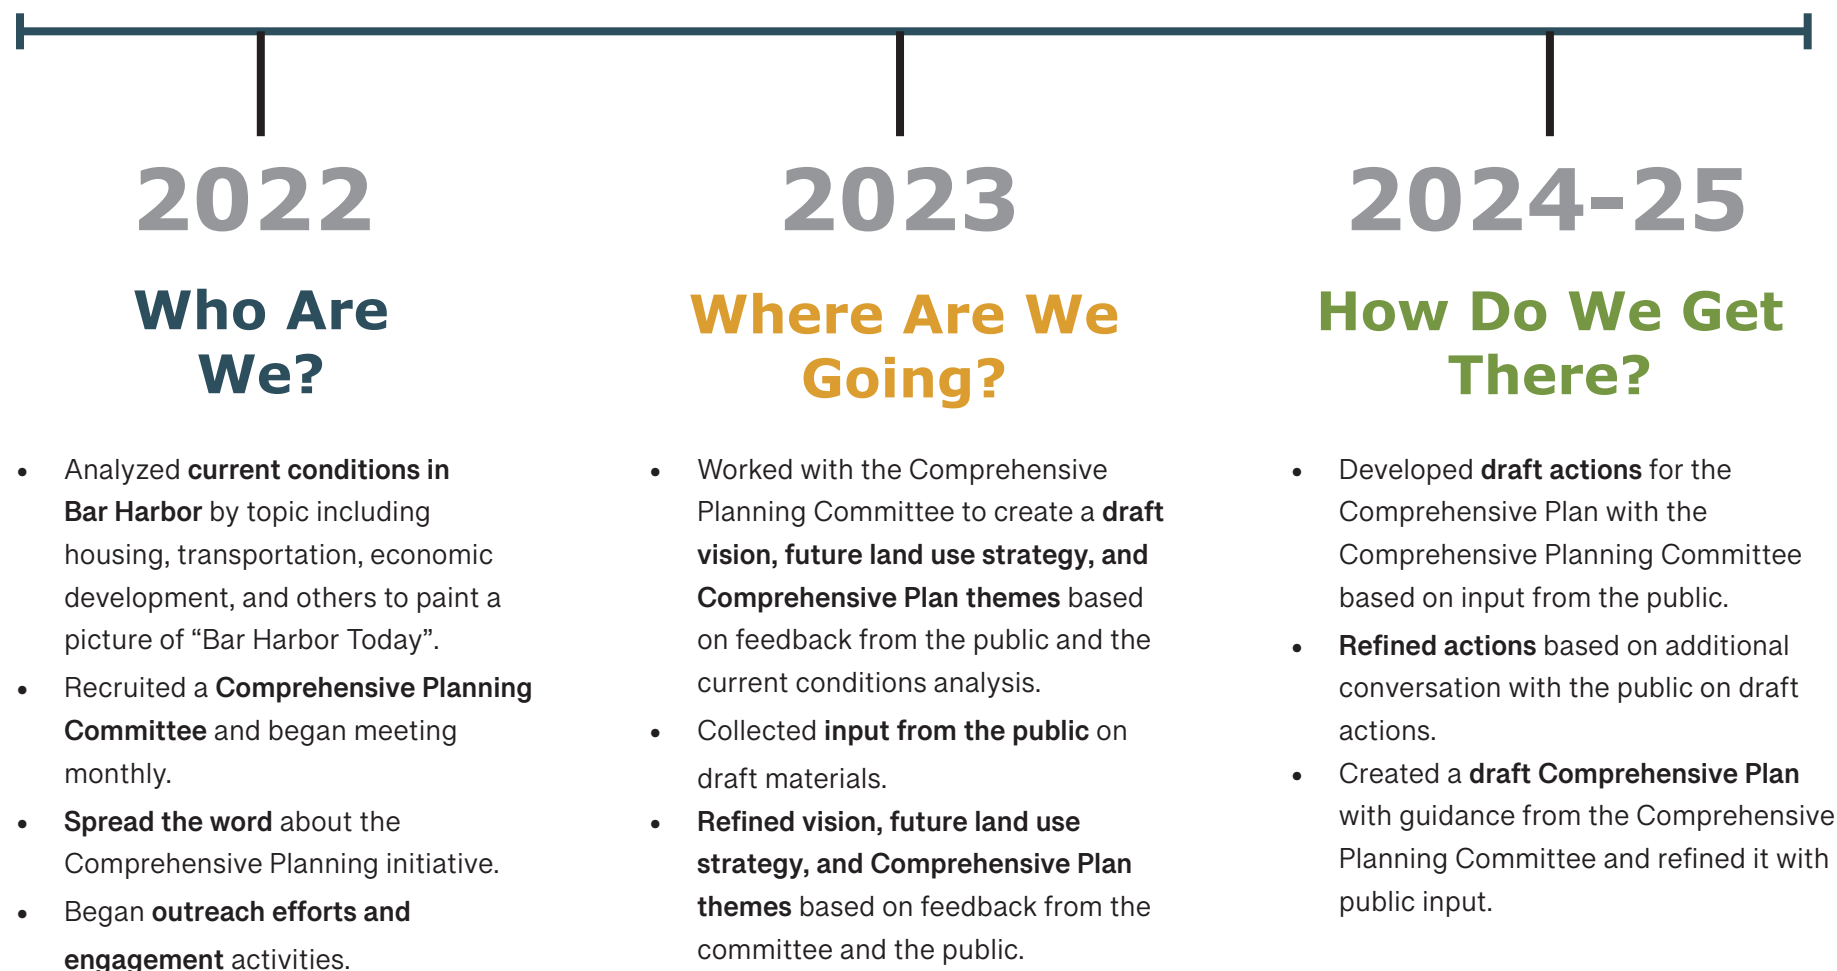 2022
Who Are
We?
• Analyzed current conditions in
Bar Harbor by topic including
housing, transportation, economic
development, and others to paint a
picture of “Bar Harbor Today”.
• Recruited a Comprehensive Planning
Committee and began meeting
monthly.
• Spread the word about the
Comprehensive Planning initiative.
• Began outreach efforts and
engagement activities.
2023
Where Are We
Going?
• Worked with the Comprehensive
Planning Committee to create a draft
vision, future land use strategy, and
Comprehensive Plan themes based
on feedback from the public and the
current conditions analysis.
• Collected input from the public on
draft materials.
• Refined vision, future land use
strategy, and Comprehensive Plan
themes based on feedback from the
committee and the public.
2024-25
How Do We Get
There?
• Developed draft actions for the
Comprehensive Plan with the
Comprehensive Planning Committee
based on input from the public.
• Refined actions based on additional
conversation with the public on draft
actions.
• Created a draft Comprehensive Plan
with guidance from the Comprehensive
Planning Committee and refined it with
public input.